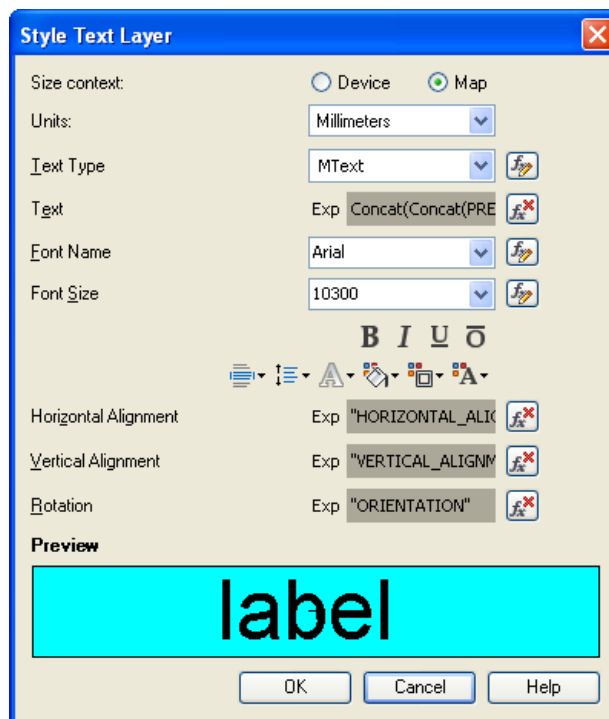 Style Text Layer
Size context: Device Map
Units: Millimeters
Text Type MText
Text Exp Concat(Concat(PRE
Font Name Arial
Font Size 10300
B I U O
A A
Horizontal Alignment Exp "HORIZONTAL_ALIG
Vertical Alignment Exp "VERTICAL_ALIGNM
Rotation Exp "ORIENTATION"
Preview
label
OK Cancel Help